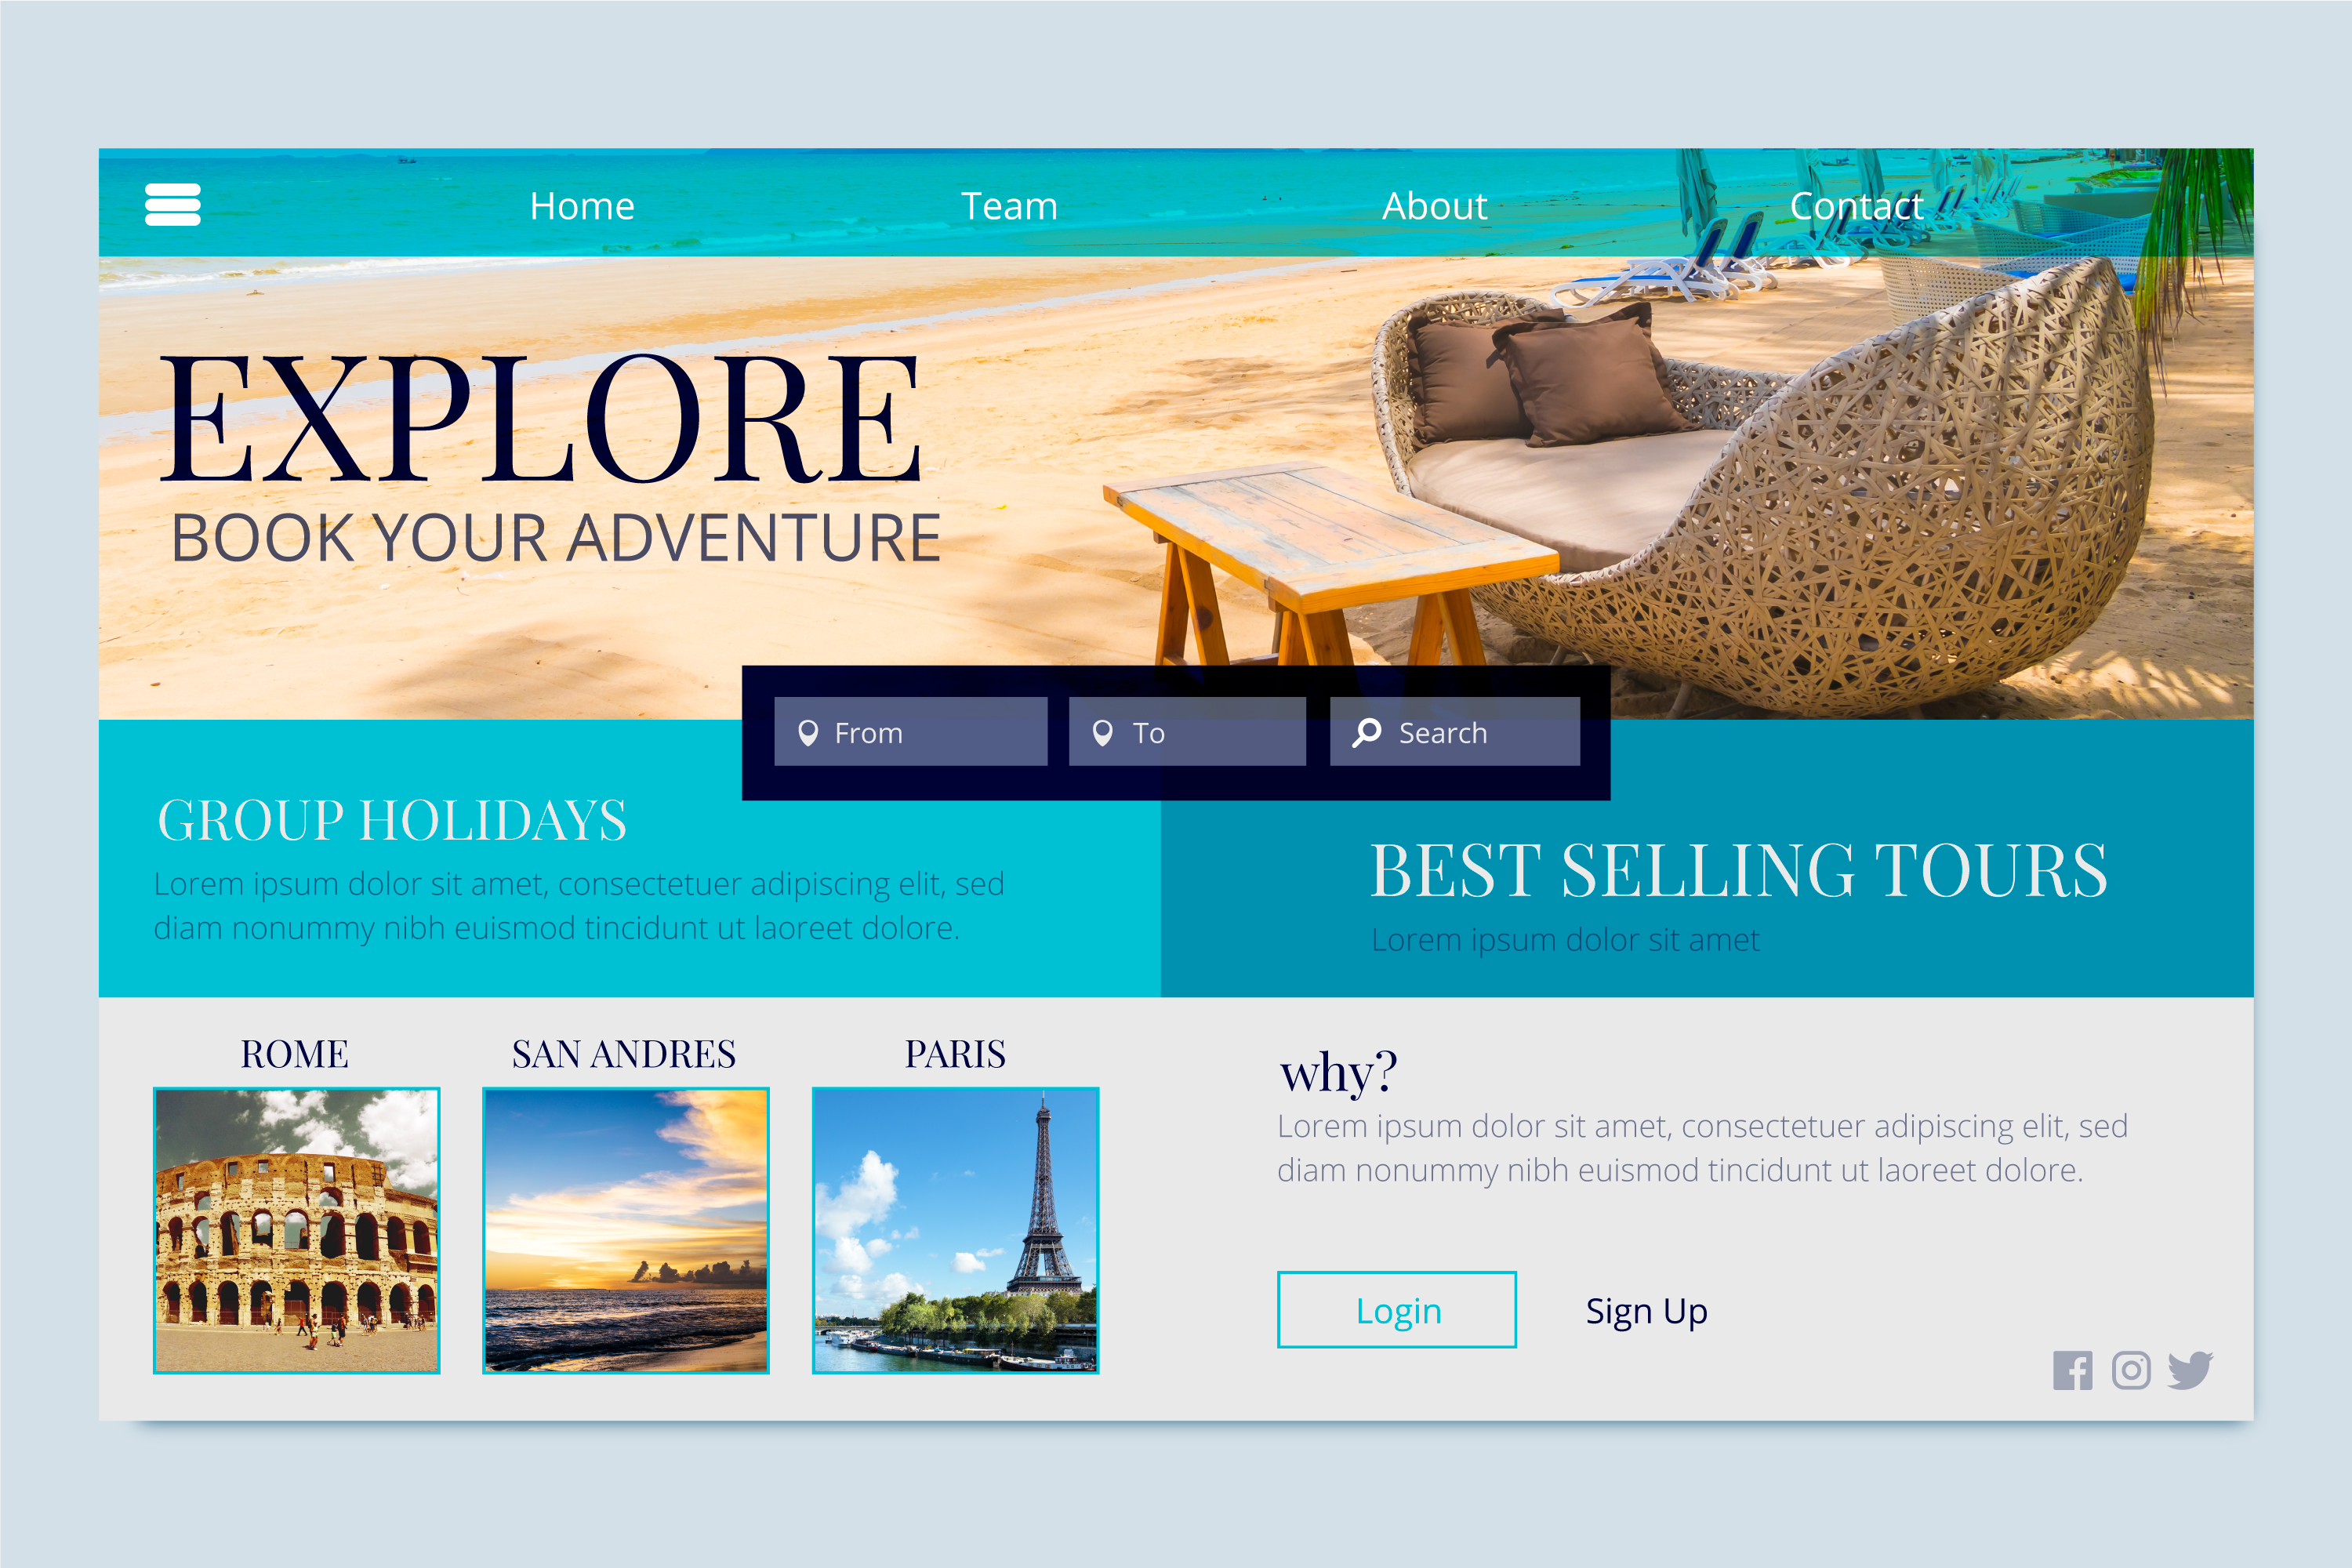 Home
Team
About
Contact
EXPLORE
BOOK YOUR ADVENTURE
From
To
Search
GROUP HOLIDAYS
Lorem ipsum dolor sit amet, consectetuer adipiscing elit, sed
diam nonummy nibh euismod tincidunt ut laoreet dolore.
BEST SELLING TOURS
Lorem ipsum dolor sit amet
ROME
SAN ANDRES
PARIS
why?
Lorem ipsum dolor sit amet, consectetuer adipiscing elit, sed
diam nonummy nibh euismod tincidunt ut laoreet dolore.
Login
Sign Up